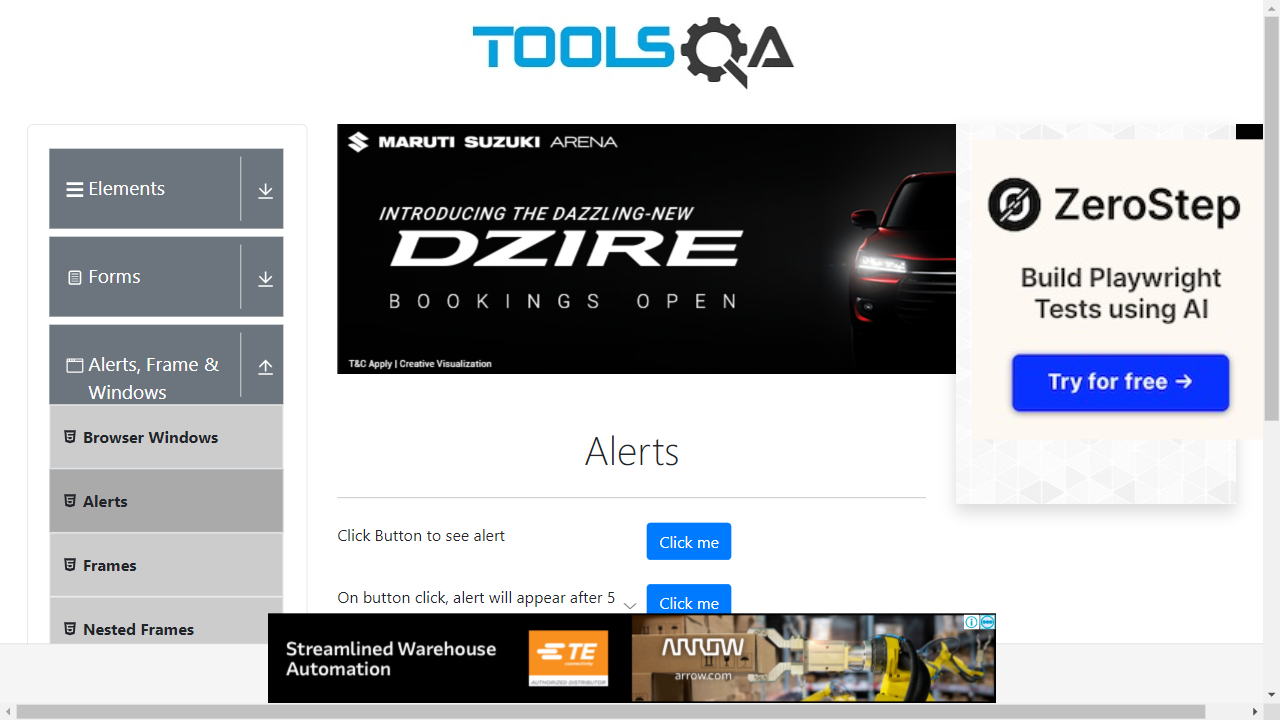 TOOLSQA
Elements
Forms
Alerts, Frame &
Windows
Browser Windows
Alerts
Frames
Nested Frames
MARUTI SUZUKI ARENA
INTRODUCING THE DAZZLING-NEW
DZIRE
BOOKINGS OPEN
T&C Apply | Creative Visualization
ZeroStep
Build Playwright
Tests using AI
Try for free →
Alerts
Click Button to see alert
Click me
On button click, alert will appear after 5
Click me
Streamlined Warehouse
Automation
TE
connectivity
AUTHORIZED DISTRIBUTOR
ARROW
arrow.com